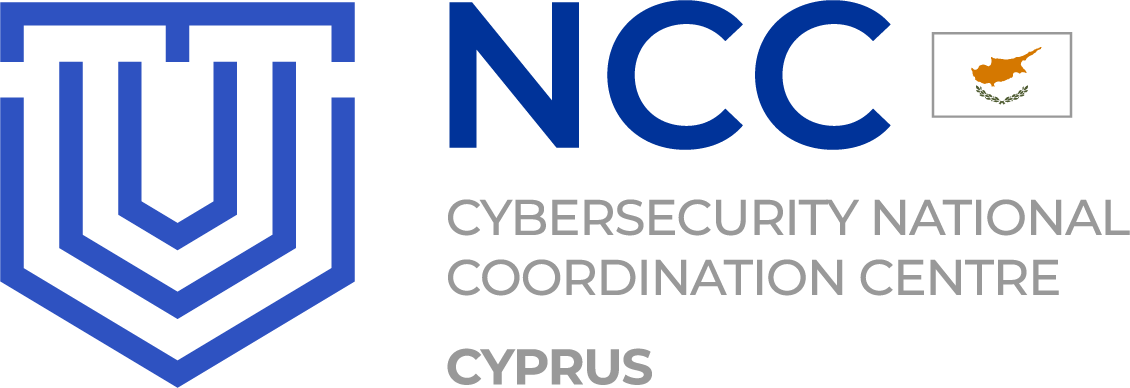 NCC
CYBERSECURITY NATIONAL
COORDINATION CENTRE
CYPRUS